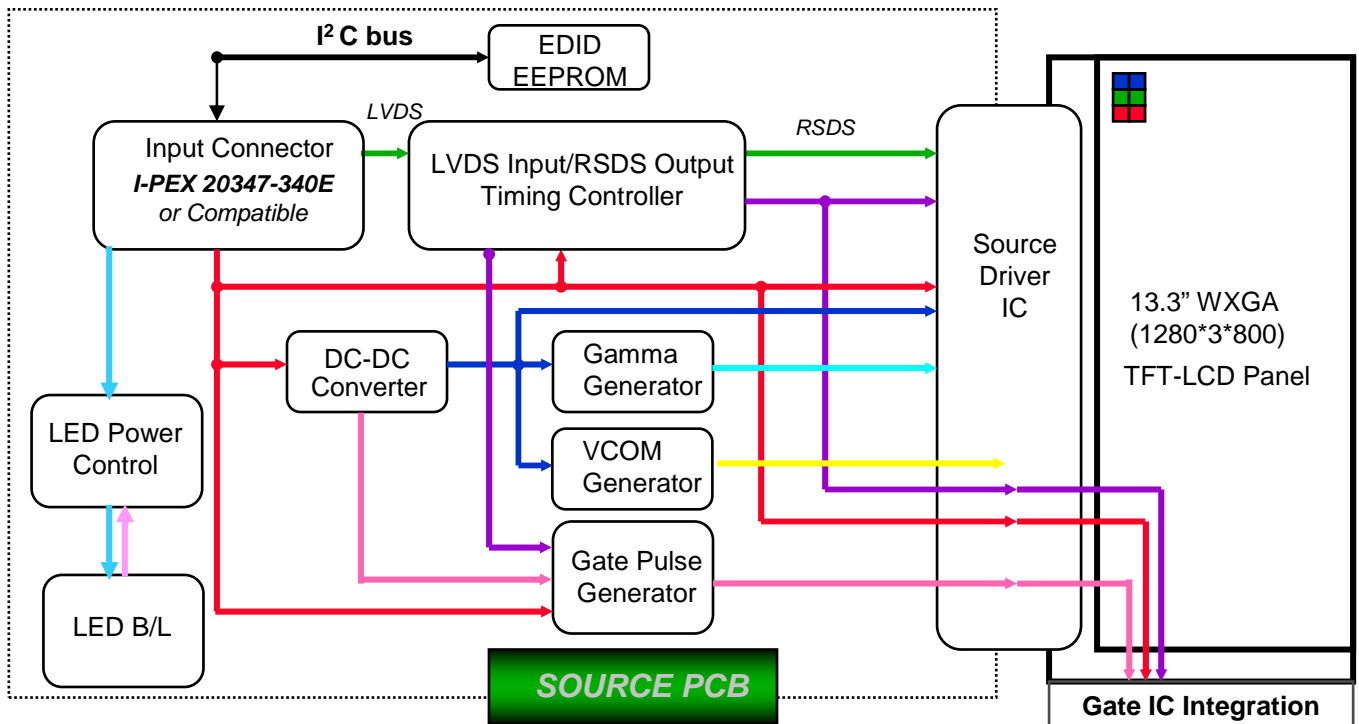 I² C bus
EDID
EEPROM
LVDS
RSDS
Input Connector
I-PEX 20347-340E
or Compatible
LVDS Input/RSDS Output
Timing Controller
Source
Driver
IC
13.3” WXGA
(1280*3*800)
TFT-LCD Panel
DC-DC
Converter
Gamma
Generator
LED Power
Control
VCOM
Generator
Gate Pulse
Generator
LED B/L
SOURCE PCB
Gate IC Integration